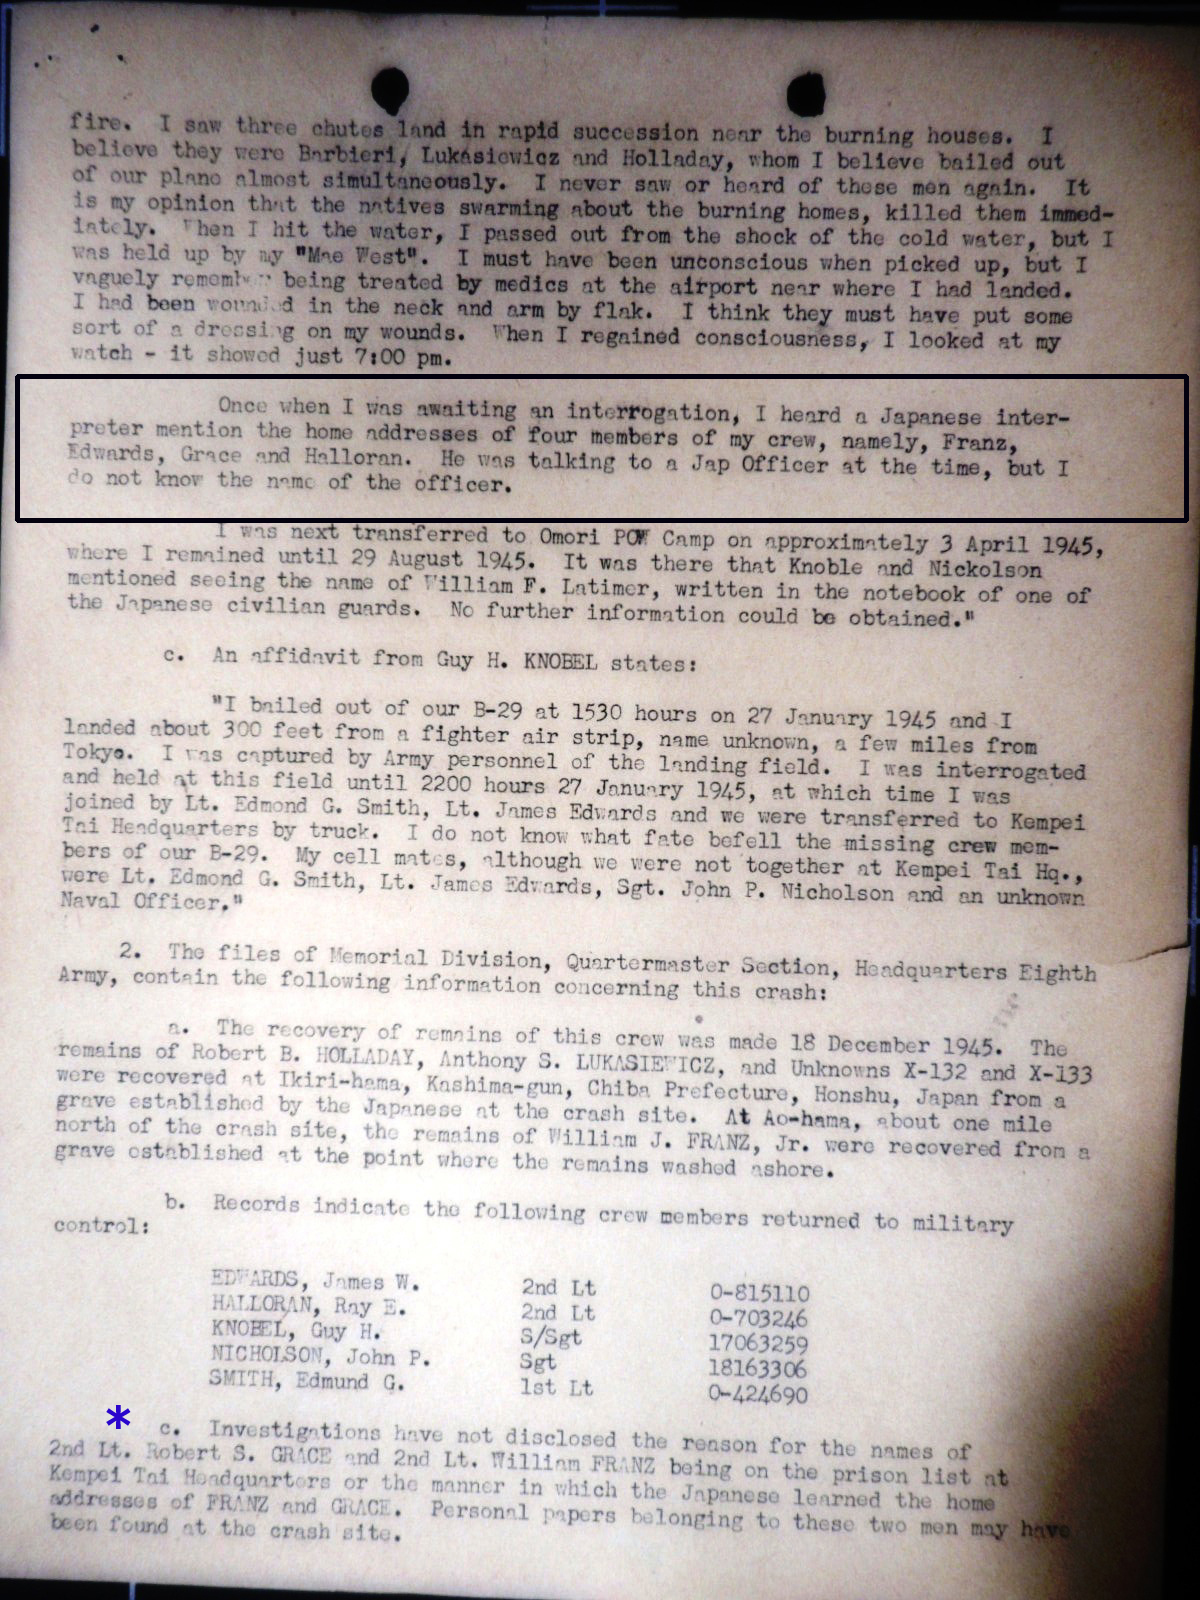 fire. I saw three chutes land in rapid succession near the burning houses. I
believe they were Barbieri, Lukasiewicz and Holladay, whom I believe bailed out
of our plane almost simultaneously. I never saw or heard of these men again. It
is my opinion that the natives swarming about the burning homes, killed them immed-
iately. When I hit the water, I passed out from the shock of the cold water, but I
was held up by my "Mae West". I must have been unconscious when picked up, but I
vaguely remember being treated by medics at the airport near where I had landed.
I had been wounded in the neck and arm by flak. I think they must have put some
sort of a dressing on my wounds. When I regained consciousness, I looked at my
watch - it showed just 7:00 pm.
Once when I was awaiting an interrogation, I heard a Japanese inter-
preter mention the home addresses of four members of my crew, namely, Franz,
Edwards, Grace and Halloran. He was talking to a Jap Officer at the time, but I
do not know the name of the officer.
I was next transferred to Omori POW Camp on approximately 3 April 1945,
where I remained until 29 August 1945. It was there that Knoble and Nickolson
mentioned seeing the name of William F. Latimer, written in the notebook of one of
the Japanese civilian guards. No further information could be obtained."
c. An affidavit from Guy H. KNOBEL states:
"I bailed out of our B-29 at 1530 hours on 27 January 1945 and I
landed about 300 feet from a fighter air strip, name unknown, a few miles from
Tokyo. I was captured by Army personnel of the landing field. I was interrogated
and held at this field until 2200 hours 27 January 1945, at which time I was
joined by Lt. Edmond G. Smith, Lt. James Edwards and we were transferred to Kempei
Tai Headquarters by truck. I do not know what fate befell the missing crew mem-
bers of our B-29. My cell mates, although we were not together at Kempei Tai Hq.,
were Lt. Edmond G. Smith, Lt. James Edwards, Sgt. John P. Nicholson and an unknown
Naval Officer."
2. The files of Memorial Division, Quartermaster Section, Headquarters Eighth
Army, contain the following information concerning this crash:
a. The recovery of remains of this crew was made 18 December 1945. The
remains of Robert B. HOLLADAY, Anthony S. LUKASIEWICZ, and Unknowns X-132 and X-133
were recovered at Ikiri-hama, Kashima-gun, Chiba Prefecture, Honshu, Japan from a
grave established by the Japanese at the crash site. At Ao-hama, about one mile
north of the crash site, the remains of William J. FRANZ, Jr. were recovered from a
grave established at the point where the remains washed ashore.
b. Records indicate the following crew members returned to military
control:
EDWARDS, James W. 2nd Lt 0-815110
HALLORAN, Ray E. 2nd Lt 0-703246
KNOBEL, Guy H. S/Sgt 17063259
NICHOLSON, John P. Sgt 18163306
SMITH, Edmund G. 1st Lt 0-424690
* c. Investigations have not disclosed the reason for the names of
2nd Lt. Robert S. GRACE and 2nd Lt. William FRANZ being on the prison list at
Kempei Tai Headquarters or the manner in which the Japanese learned the home
addresses of FRANZ and GRACE. Personal papers belonging to these two men may have
been found at the crash site.